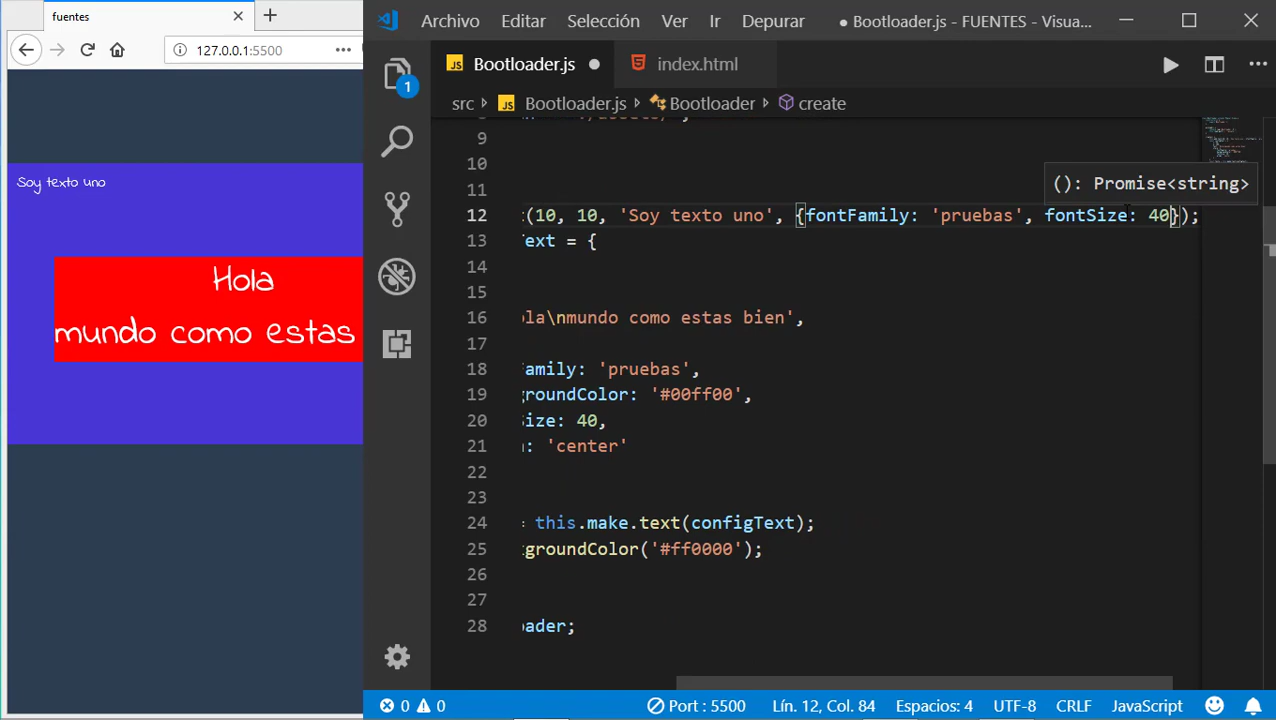 fuentes
127.0.0.1:5500
Soy texto uno
Hola
mundo como estas
Archivo Editar Selección Ver Ir Depurar ● Bootloader.js - FUENTES - Visua...
JS Bootloader.js index.html
src > JS Bootloader.js > Bootloader > create
1
9
10
11
(): Promise<string>
12 (10, 10, 'Soy texto uno', {fontFamily: 'pruebas', fontSize: 40});
13 ext = {
14
15
16 la\nmundo como estas bien',
17
18 amily: 'pruebas',
19 groundColor: '#00ff00',
20 Size: 40,
21 : 'center'
22
23
24 = this.make.text(configText);
25 kgroundColor('#ff0000');
26
27
28 oader;
0 0 Port : 5500 Lín. 12, Col. 84 Espacios: 4 UTF-8 CRLF JavaScript